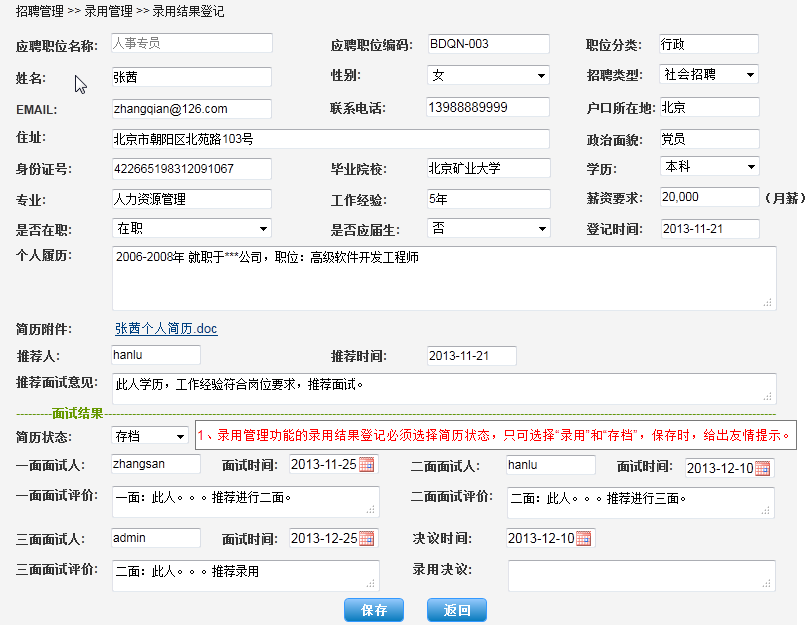 招聘管理 >> 录用管理 >> 录用结果登记
应聘职位名称: 人事专员 应聘职位编码: BDQN-003 职位分类: 行政
姓名: 张茜 性别: 女 招聘类型: 社会招聘
EMAIL: zhangqian@126.com 联系电话: 13988889999 户口所在地: 北京
住址: 北京市朝阳区北苑路103号 政治面貌: 党员
身份证号: 422665198312091067 毕业院校: 北京矿业大学 学历: 本科
专业: 人力资源管理 工作经验: 5年 薪资要求: 20,000 （月薪）
是否在职: 在职 是否应届生: 否 登记时间: 2013-11-21
个人履历: 2006-2008年 就职于***公司，职位：高级软件开发工程师
简历附件: 张茜个人简历.doc
推荐人: hanlu 推荐时间: 2013-11-21
推荐面试意见: 此人学历，工作经验符合岗位要求，推荐面试。
---------面试结果---------
简历状态: 存档 1、录用管理功能的录用结果登记必须选择简历状态，只可选择“录用”和“存档”，保存时，给出友情提示。
一面面试人: zhangsan 面试时间: 2013-11-25 二面面试人: hanlu 面试时间: 2013-12-10
一面面试评价: 一面：此人。。。推荐进行二面。 二面面试评价: 二面：此人。。。推荐进行三面。
三面面试人: admin 面试时间: 2013-12-25 决议时间: 2013-12-10
三面面试评价: 二面：此人。。。推荐录用 录用决议:
保存 返回